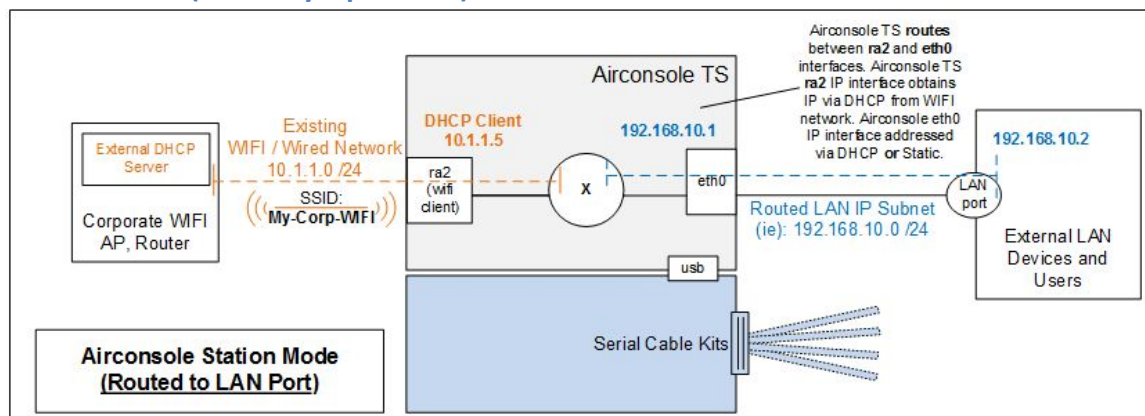 Airconsole TS routes
between ra2 and eth0
interfaces. Airconsole TS
ra2 IP interface obtains
IP via DHCP from WIFI
network. Airconsole eth0
IP interface addressed
via DHCP or Static.
Airconsole TS
External DHCP
Server
Corporate WIFI
AP, Router
Existing
WIFI / Wired Network
10.1.1.0 /24
SSID:
My-Corp-WIFI
DHCP Client
10.1.1.5
ra2
(wifi
client)
X
192.168.10.1
eth0
192.168.10.2
LAN
port
Routed LAN IP Subnet
(ie): 192.168.10.0 /24
External LAN
Devices and
Users
usb
Serial Cable Kits
Airconsole Station Mode
(Routed to LAN Port)